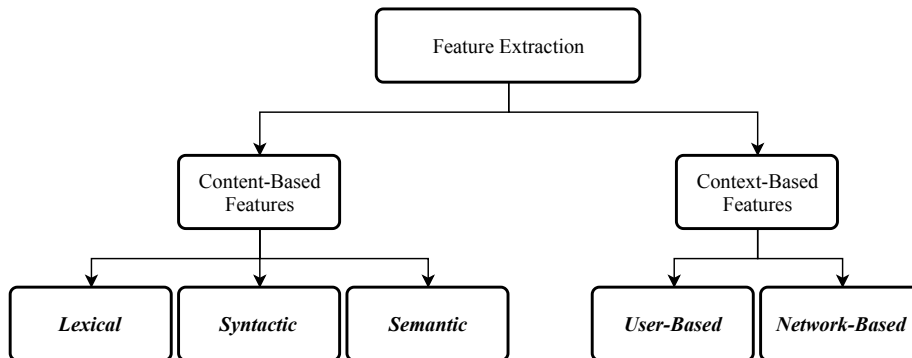 Feature Extraction
Content-Based
Features
Context-Based
Features
Lexical
Syntactic
Semantic
User-Based
Network-Based